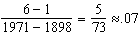 6 − 1 / 1971 − 1898 = 5 / 73 ≈ .07